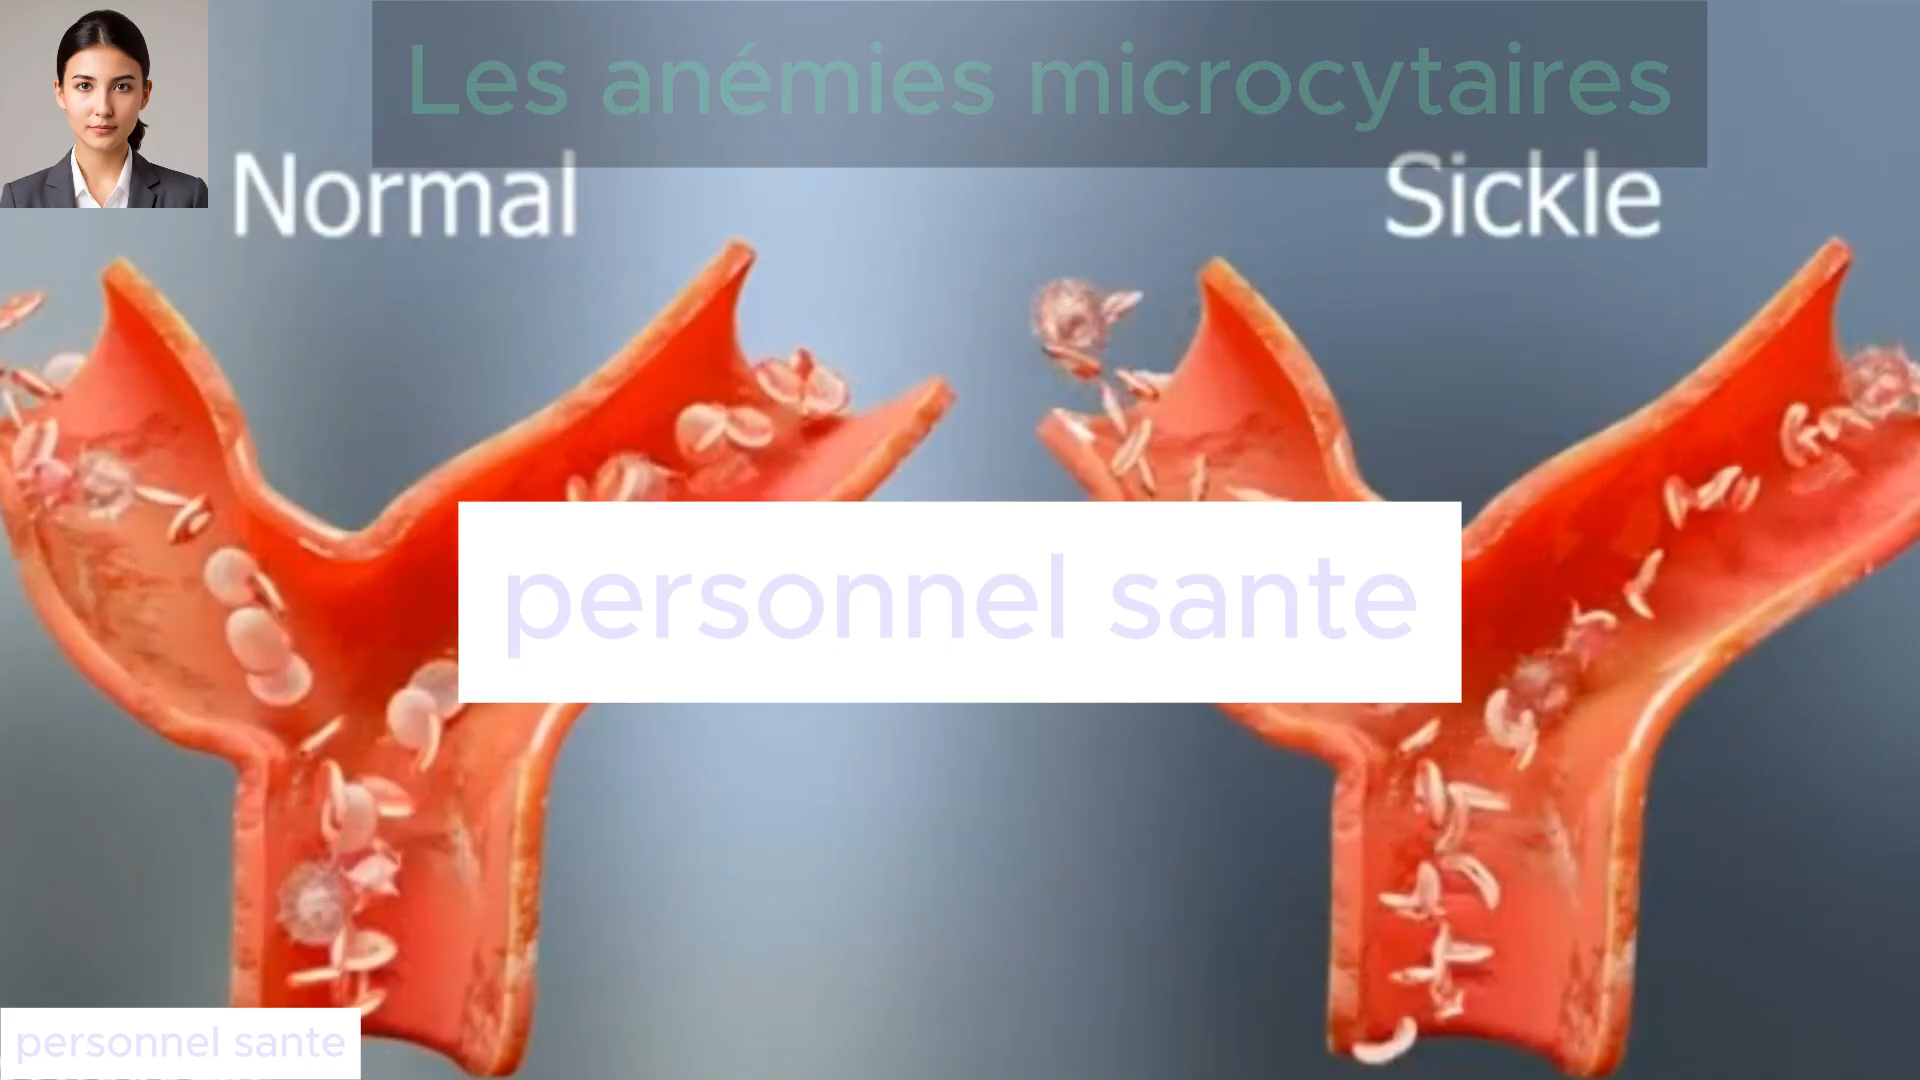 Les anémies microcytaires
Normal
Sickle
personnel sante
personnel sante